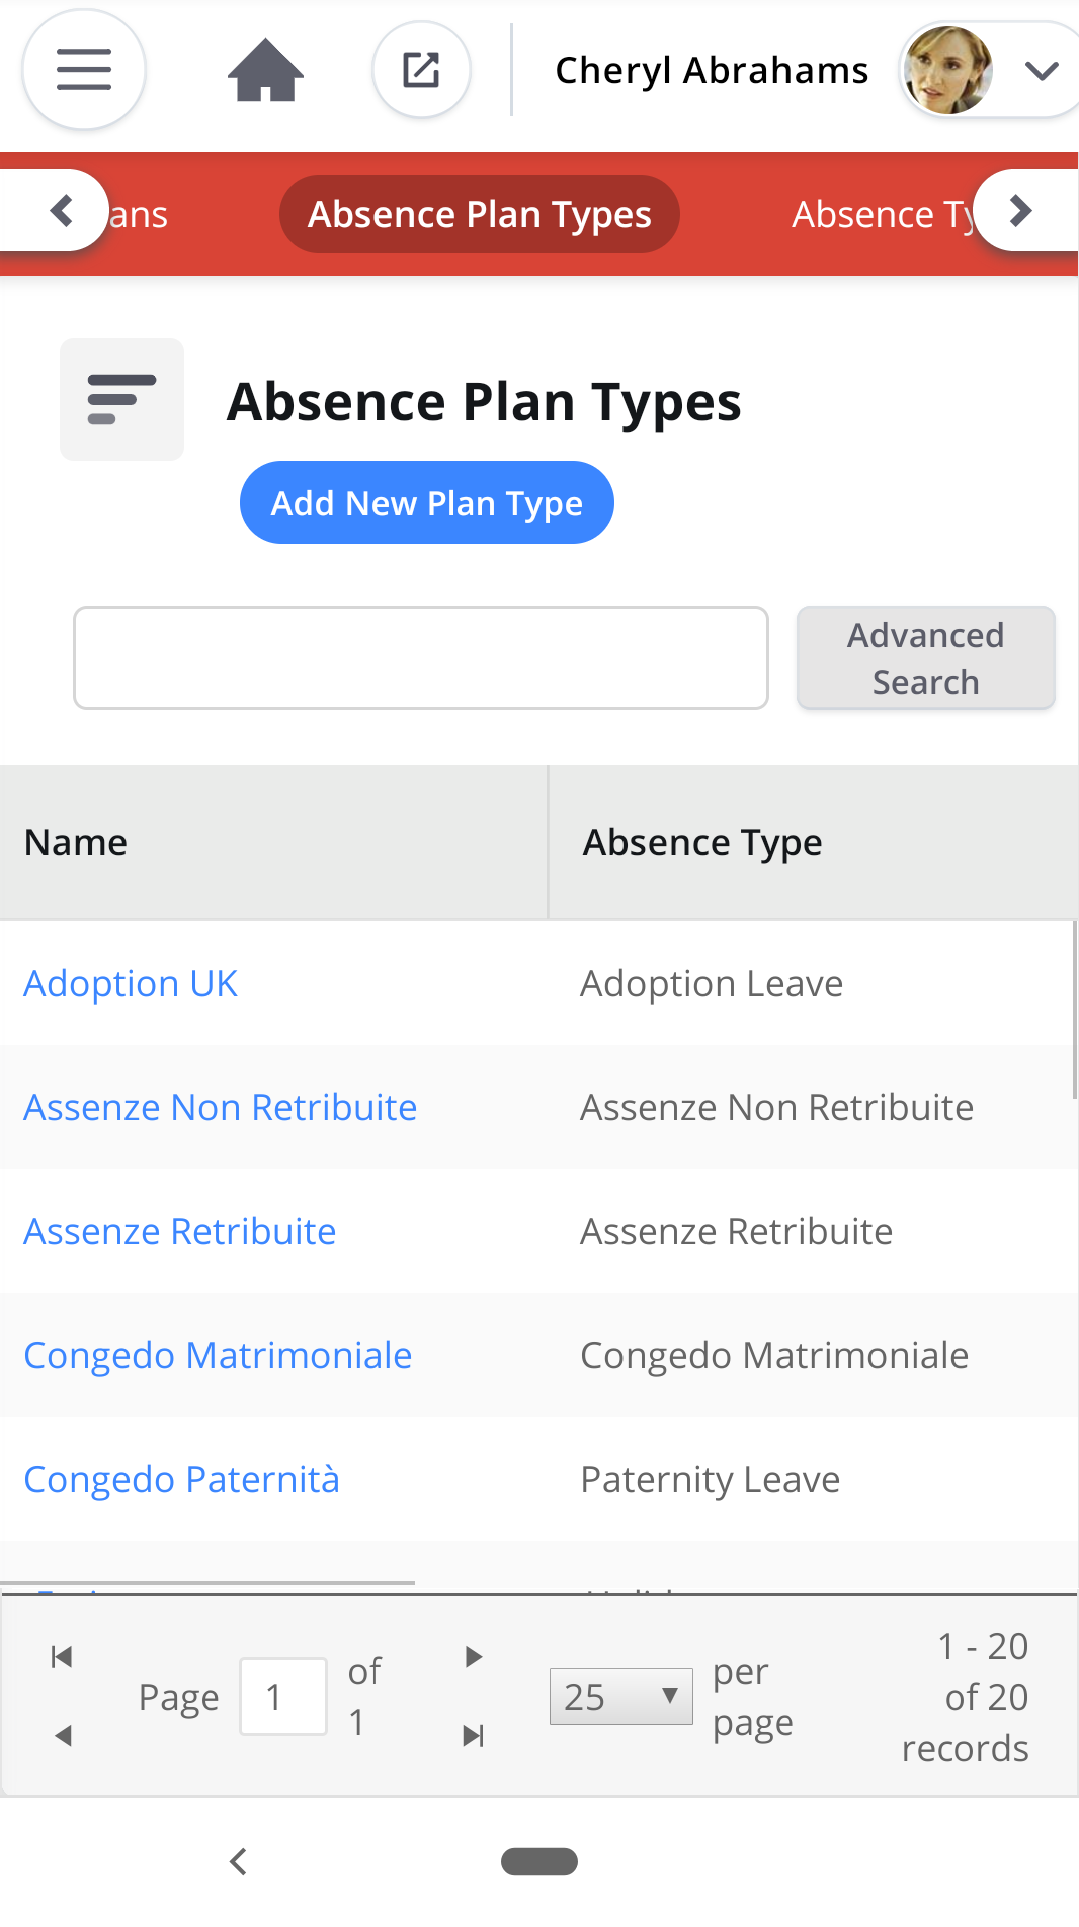 Cheryl Abrahams
ans
Absence Plan Types
Absence Ty
Absence Plan Types
Add New Plan Type
Advanced
Search
Name
Absence Type
Adoption UK
Adoption Leave
Assenze Non Retribuite
Assenze Non Retribuite
Assenze Retribuite
Assenze Retribuite
Congedo Matrimoniale
Congedo Matrimoniale
Congedo Paternità
Paternity Leave
Page 1 of 1
25 per page
1 - 20
of 20
records